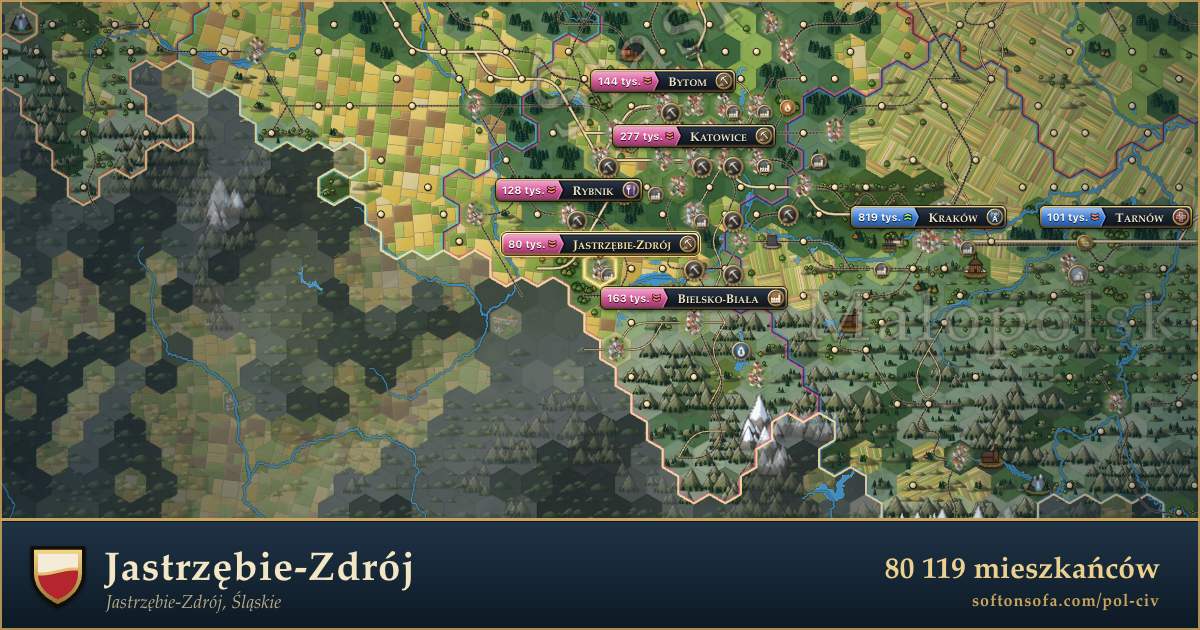 144 tys. BYTOM
277 tys. KATOWICE
128 tys. RYBNIK
819 tys. KRAKÓW
101 tys. TARNÓW
80 tys. JASTRZĘBIE-ZDRÓJ
163 tys. BIELSKO-BIAŁA
Małopolsk
Jastrzębie-Zdrój
80 119 mieszkańców
Jastrzębie-Zdrój, Śląskie
softonsofa.com/pol-civ